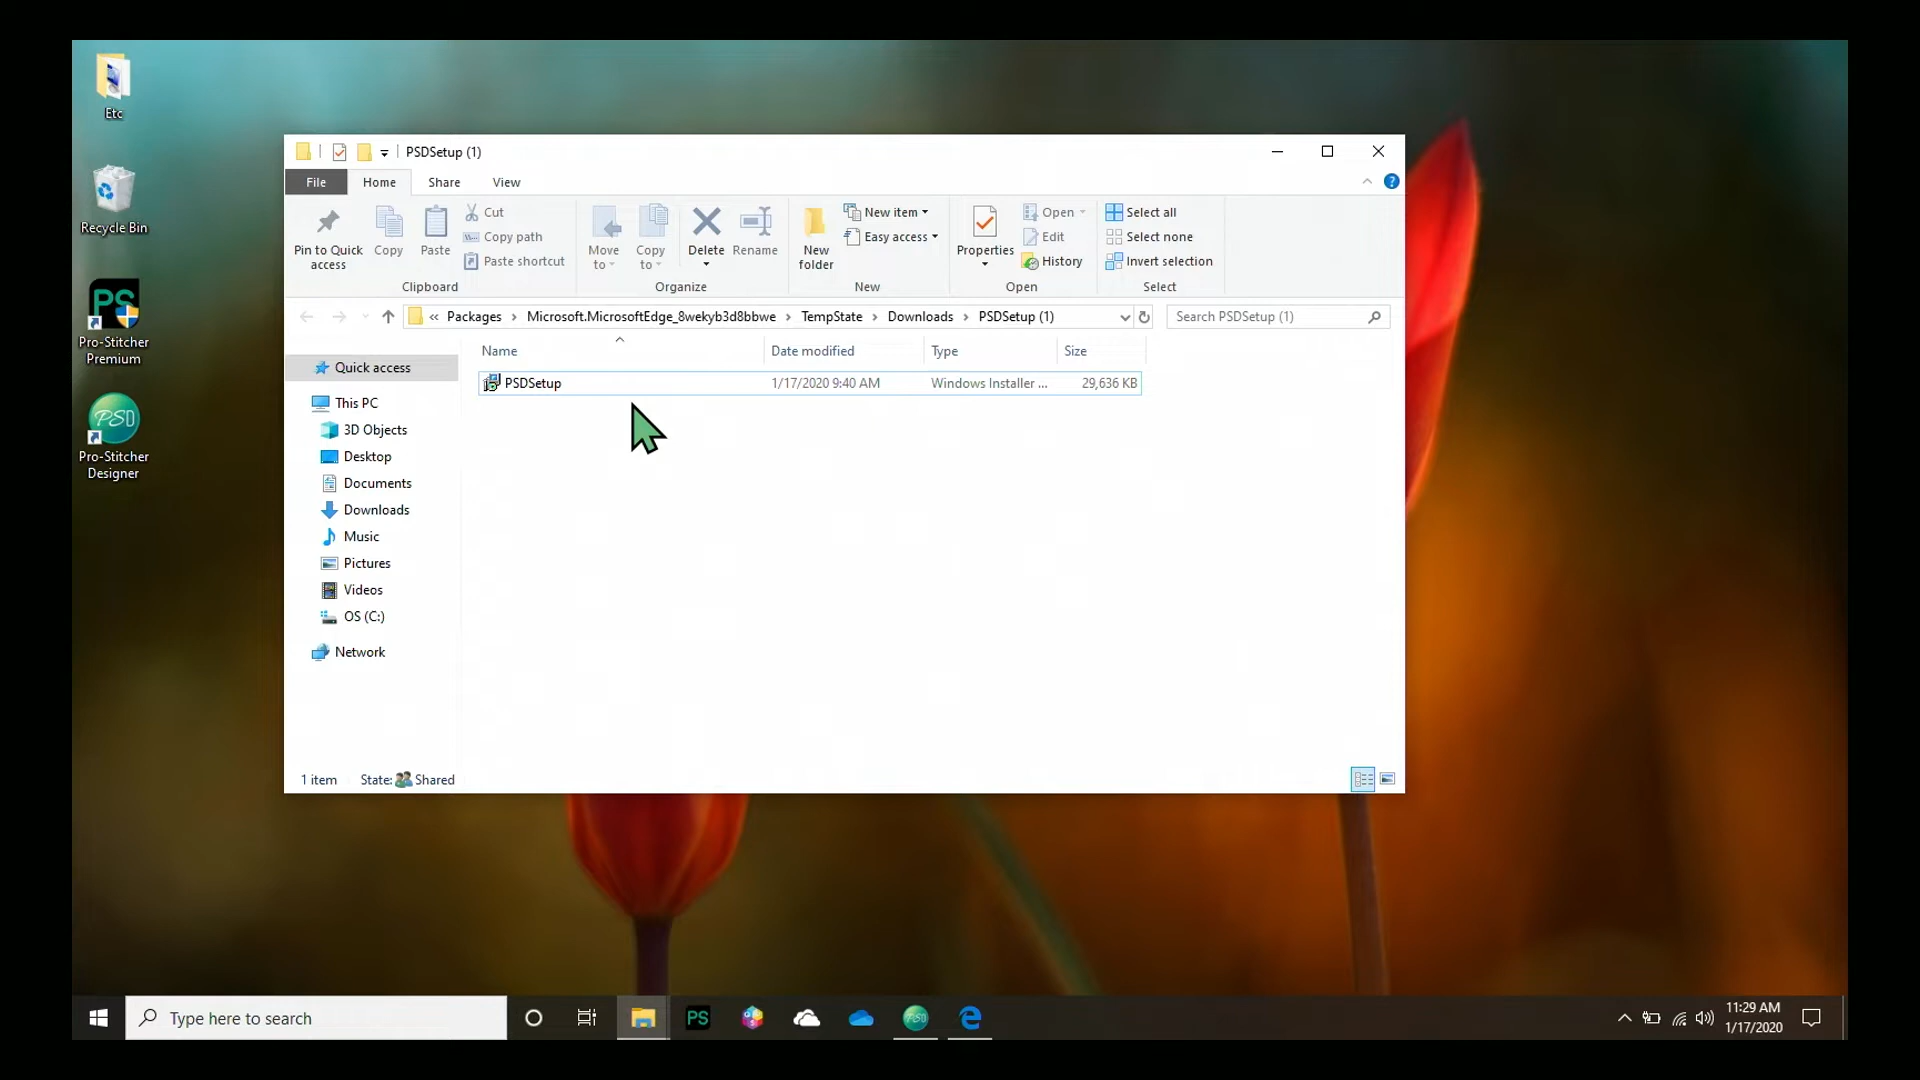 Etc
Recycle Bin
PS
Pro-Stitcher
Premium
PSD
Pro-Stitcher
Designer
PSDSetup (1)
File Home Share View
Pin to Quick
access
Copy
Paste
Cut
Copy path
Paste shortcut
Clipboard
Move
to
Copy
to
Delete
Rename
Organize
New
folder
New item
Easy access
New
Properties
Open
Edit
History
Open
Select all
Select none
Invert selection
Select
« Packages › Microsoft.MicrosoftEdge_8wekyb3d8bbwe › TempState › Downloads › PSDSetup (1)
Search PSDSetup (1)
Name Date modified Type Size
PSDSetup 1/17/2020 9:40 AM Windows Installer ... 29,636 KB
Quick access
This PC
3D Objects
Desktop
Documents
Downloads
Music
Pictures
Videos
OS (C:)
Network
1 item State: Shared
Type here to search
PS
PSD
11:29 AM
1/17/2020